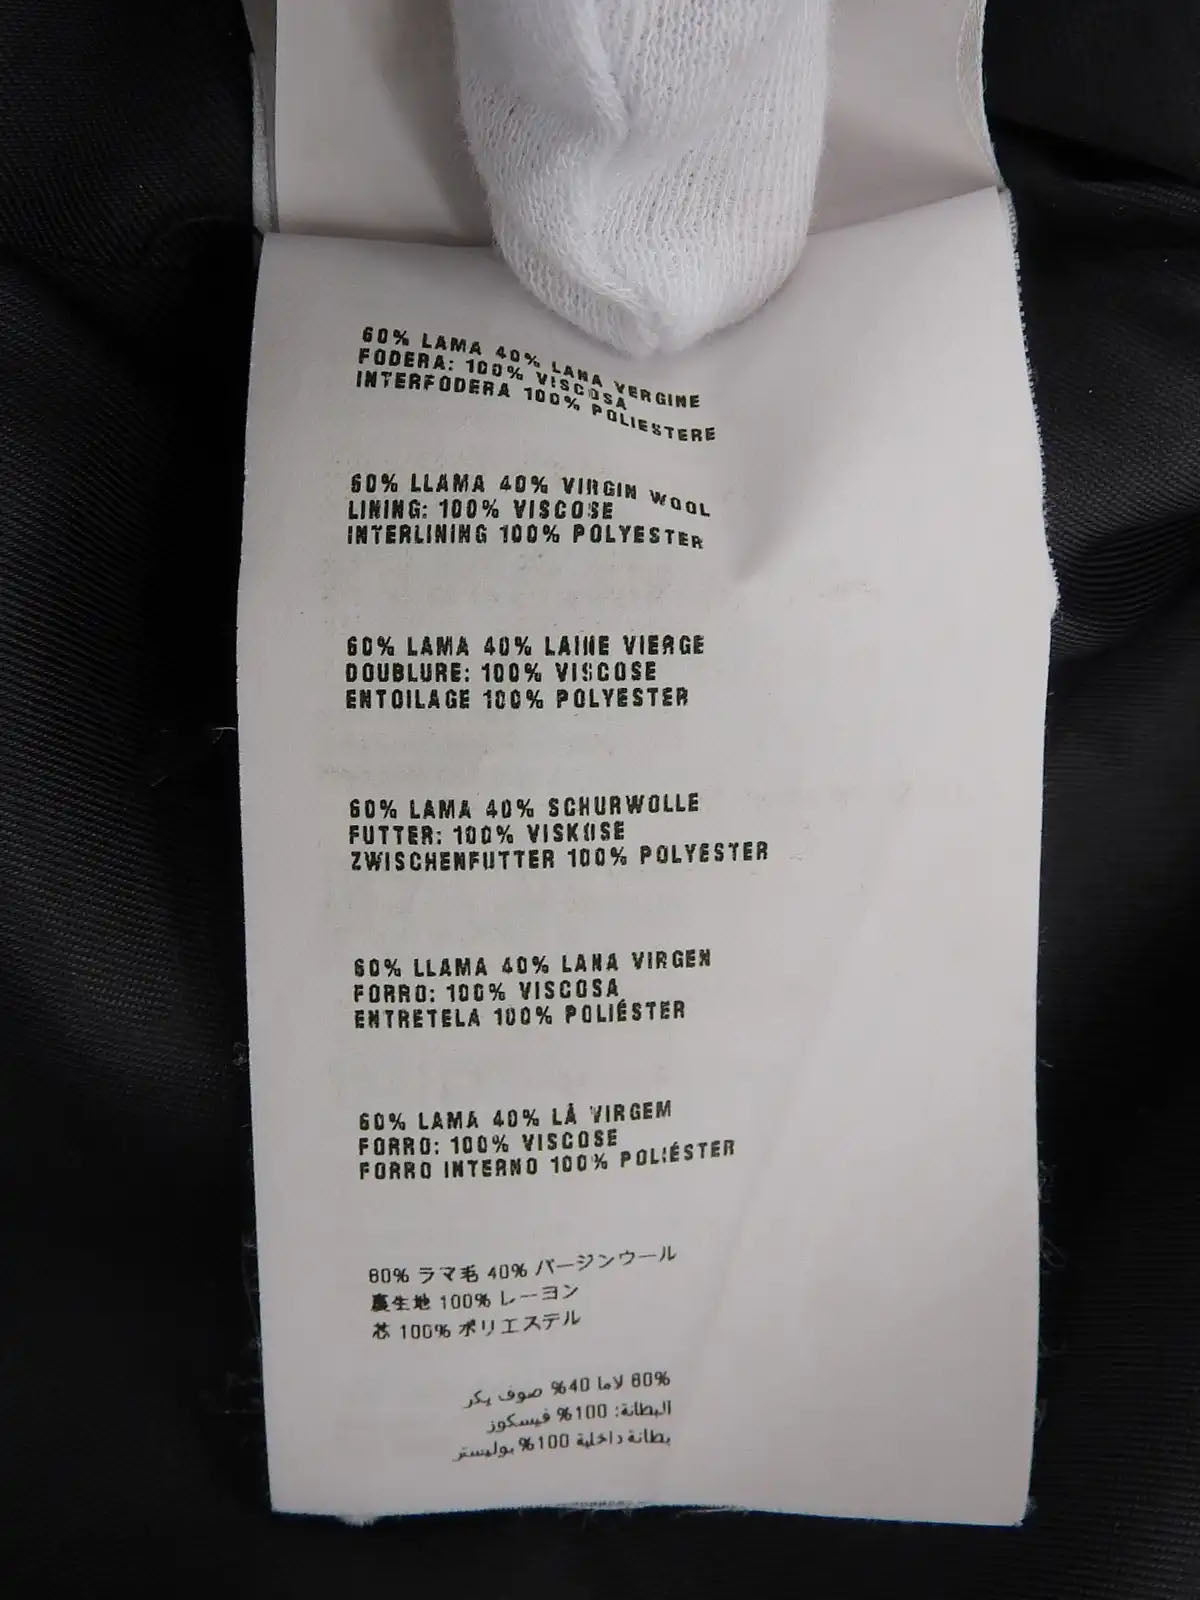 60% LAMA 40% LANA VERGINE
FODERA: 100% VISCOSA
INTERFODERA 100% POLIESTERE
60% LLAMA 40% VIRGIN WOOL
LINING: 100% VISCOSE
INTERLINING 100% POLYESTER
60% LAMA 40% LAINE VIERGE
DOUBLURE: 100% VISCOSE
ENTOILAGE 100% POLYESTER
60% LAMA 40% SCHURWOLLE
FUTTER: 100% VISKOSE
ZWISCHENFUTTER 100% POLYESTER
60% LLAMA 40% LANA VIRGEN
FORRO: 100% VISCOSA
ENTRETELA 100% POLIÉSTER
60% LAMA 40% LÃ VIRGEM
FORRO: 100% VISCOSE
FORRO INTERNO 100% POLIÉSTER
60% ラマ毛 40% バージンウール
裏生地 100% レーヨン
芯 100% ポリエステル
60% لاما 40% صوف بكر
البطانة: 100% فيسكوز
بطانة داخلية 100% بوليستر